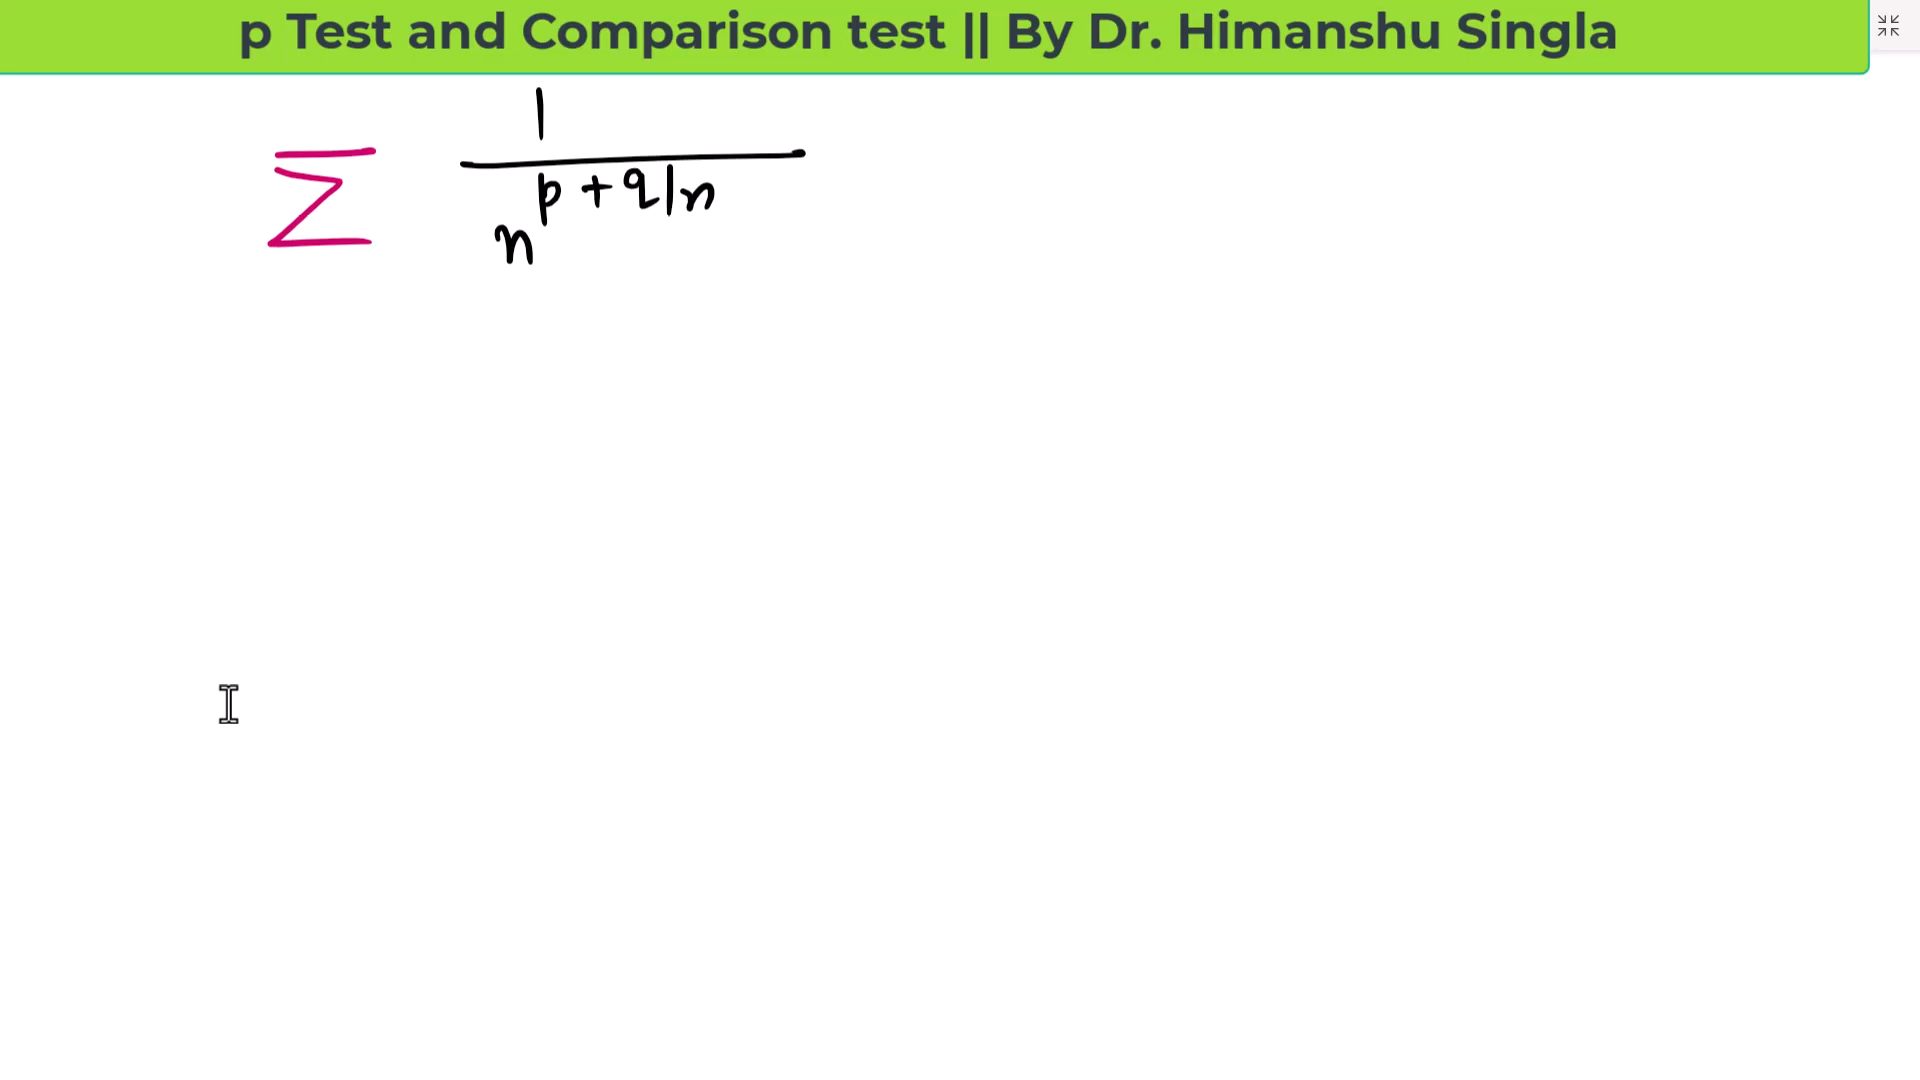 p Test and Comparison test || By Dr. Himanshu Singla
∑ 1 / n^(p + q/n)